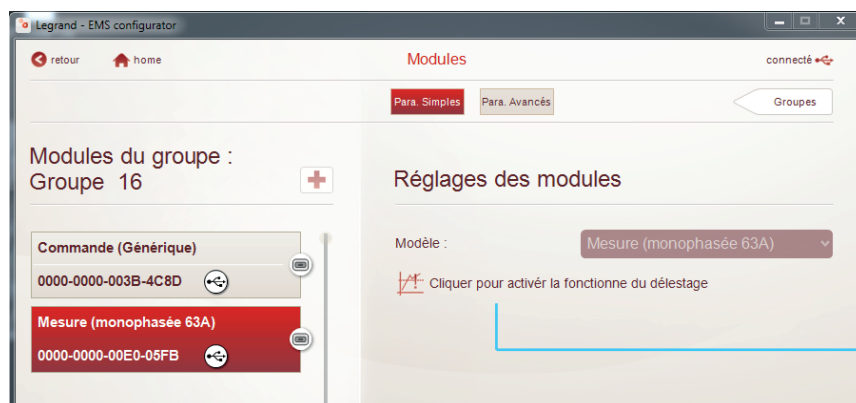 Legrand - EMS configurator
retour
home
Modules
connecté
Para. Simples
Para. Avancés
Groupes
Modules du groupe :
Groupe 16
Réglages des modules
Commande (Générique)
0000-0000-003B-4C8D
Mesure (monophasée 63A)
0000-0000-00E0-05FB
Modèle :
Mesure (monophasée 63A)
Cliquer pour activér la fonctionne du délestage